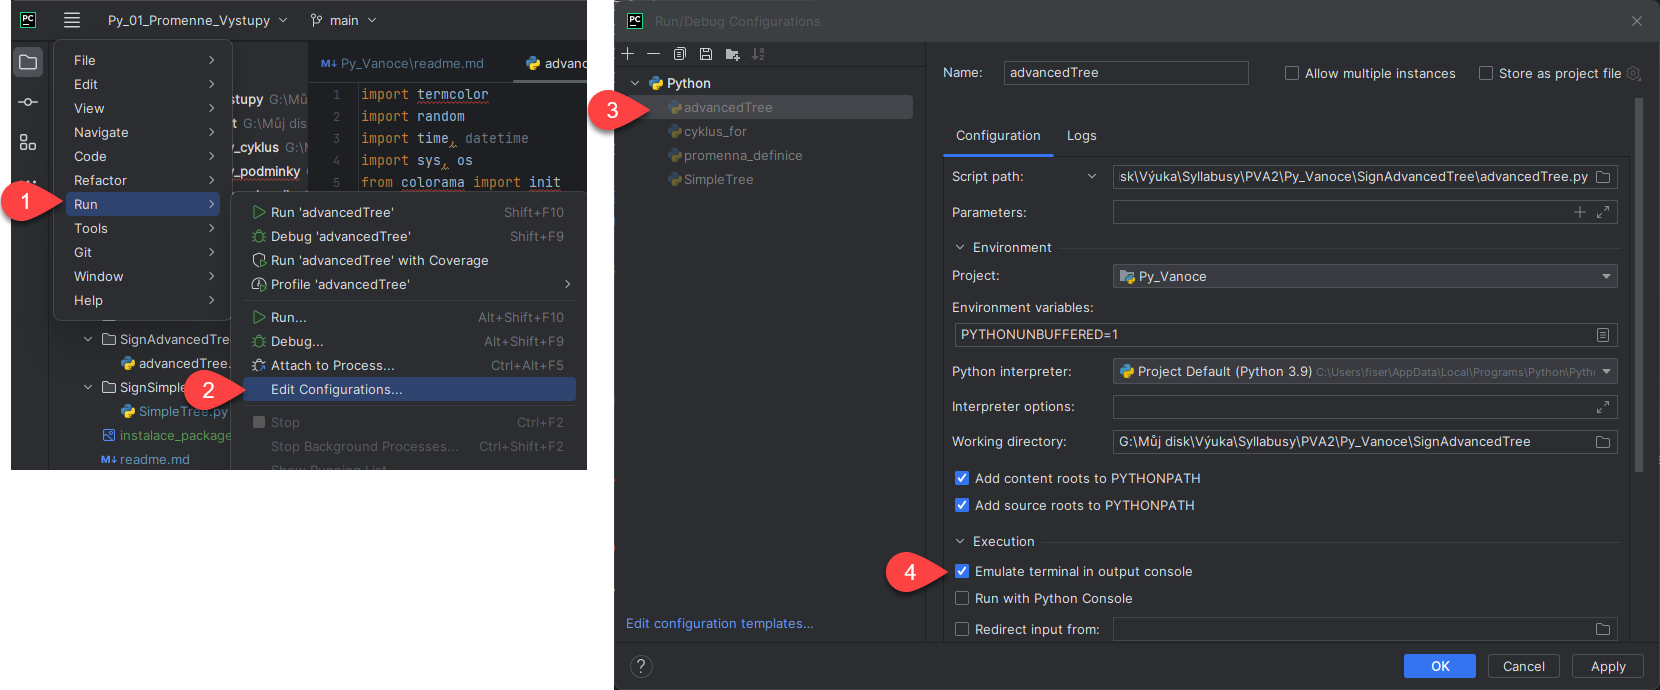 PC
Py_01_Promenne_Vystupy
main
File
Edit
View
Navigate
Code
Refactor
Run
Tools
Git
Window
Help
1
stupy G:\Můj
t G:\Můj disk
y_cyklus G:\
y_podminky
SignAdvancedTre
advancedTree.
SignSimple
SimpleTree.py
instalace_package
M↓ readme.md
M↓ Py_Vanoce\readme.md
advanc
1 import termcolor
2 import random
3 import time, datetime
4 import sys, os
5 from colorama import init
Run 'advancedTree' Shift+F10
Debug 'advancedTree' Shift+F9
Run 'advancedTree' with Coverage
Profile 'advancedTree'
Run... Alt+Shift+F10
Debug... Alt+Shift+F9
Attach to Process... Ctrl+Alt+F5
2
Edit Configurations...
Stop Ctrl+F2
Stop Background Processes... Ctrl+Shift+F2
Show Running List
PC Run/Debug Configurations
Python
3
advancedTree
cyklus_for
promenna_definice
SimpleTree
Edit configuration templates...
?
Name: advancedTree
Allow multiple instances
Store as project file
Configuration Logs
Script path: sk\Výuka\Syllabusy\PVA2\Py_Vanoce\SignAdvancedTree\advancedTree.py
Parameters:
Environment
Project: Py_Vanoce
Environment variables:
PYTHONUNBUFFERED=1
Python interpreter: Project Default (Python 3.9) C:\Users\fiser\AppData\Local\Programs\Python\Pytho
Interpreter options:
Working directory: G:\Můj disk\Výuka\Syllabusy\PVA2\Py_Vanoce\SignAdvancedTree
Add content roots to PYTHONPATH
Add source roots to PYTHONPATH
Execution
4
Emulate terminal in output console
Run with Python Console
Redirect input from:
OK Cancel Apply